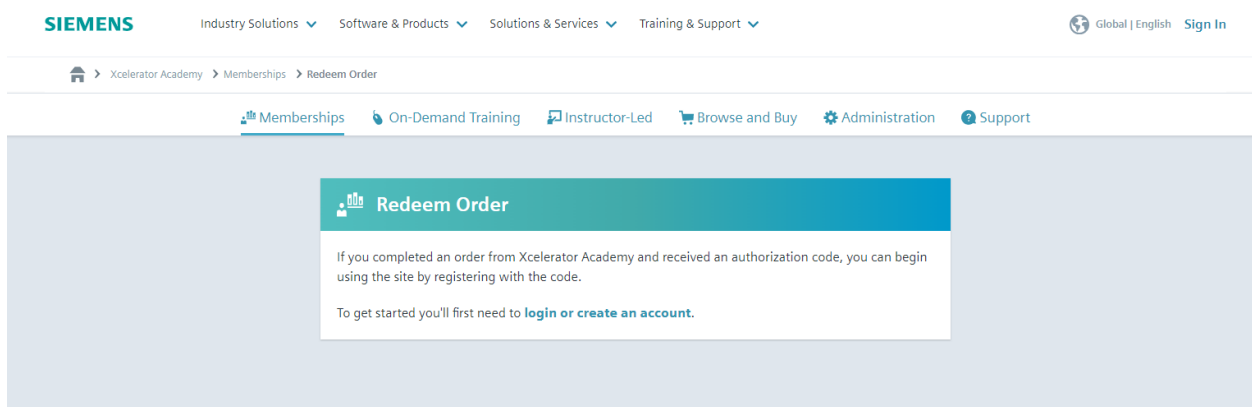 SIEMENS Industry Solutions Software & Products Solutions & Services Training & Support Global | English Sign In
Xcelerator Academy Memberships Redeem Order
Memberships On-Demand Training Instructor-Led Browse and Buy Administration Support
Redeem Order
If you completed an order from Xcelerator Academy and received an authorization code, you can begin
using the site by registering with the code.
To get started you'll first need to login or create an account.